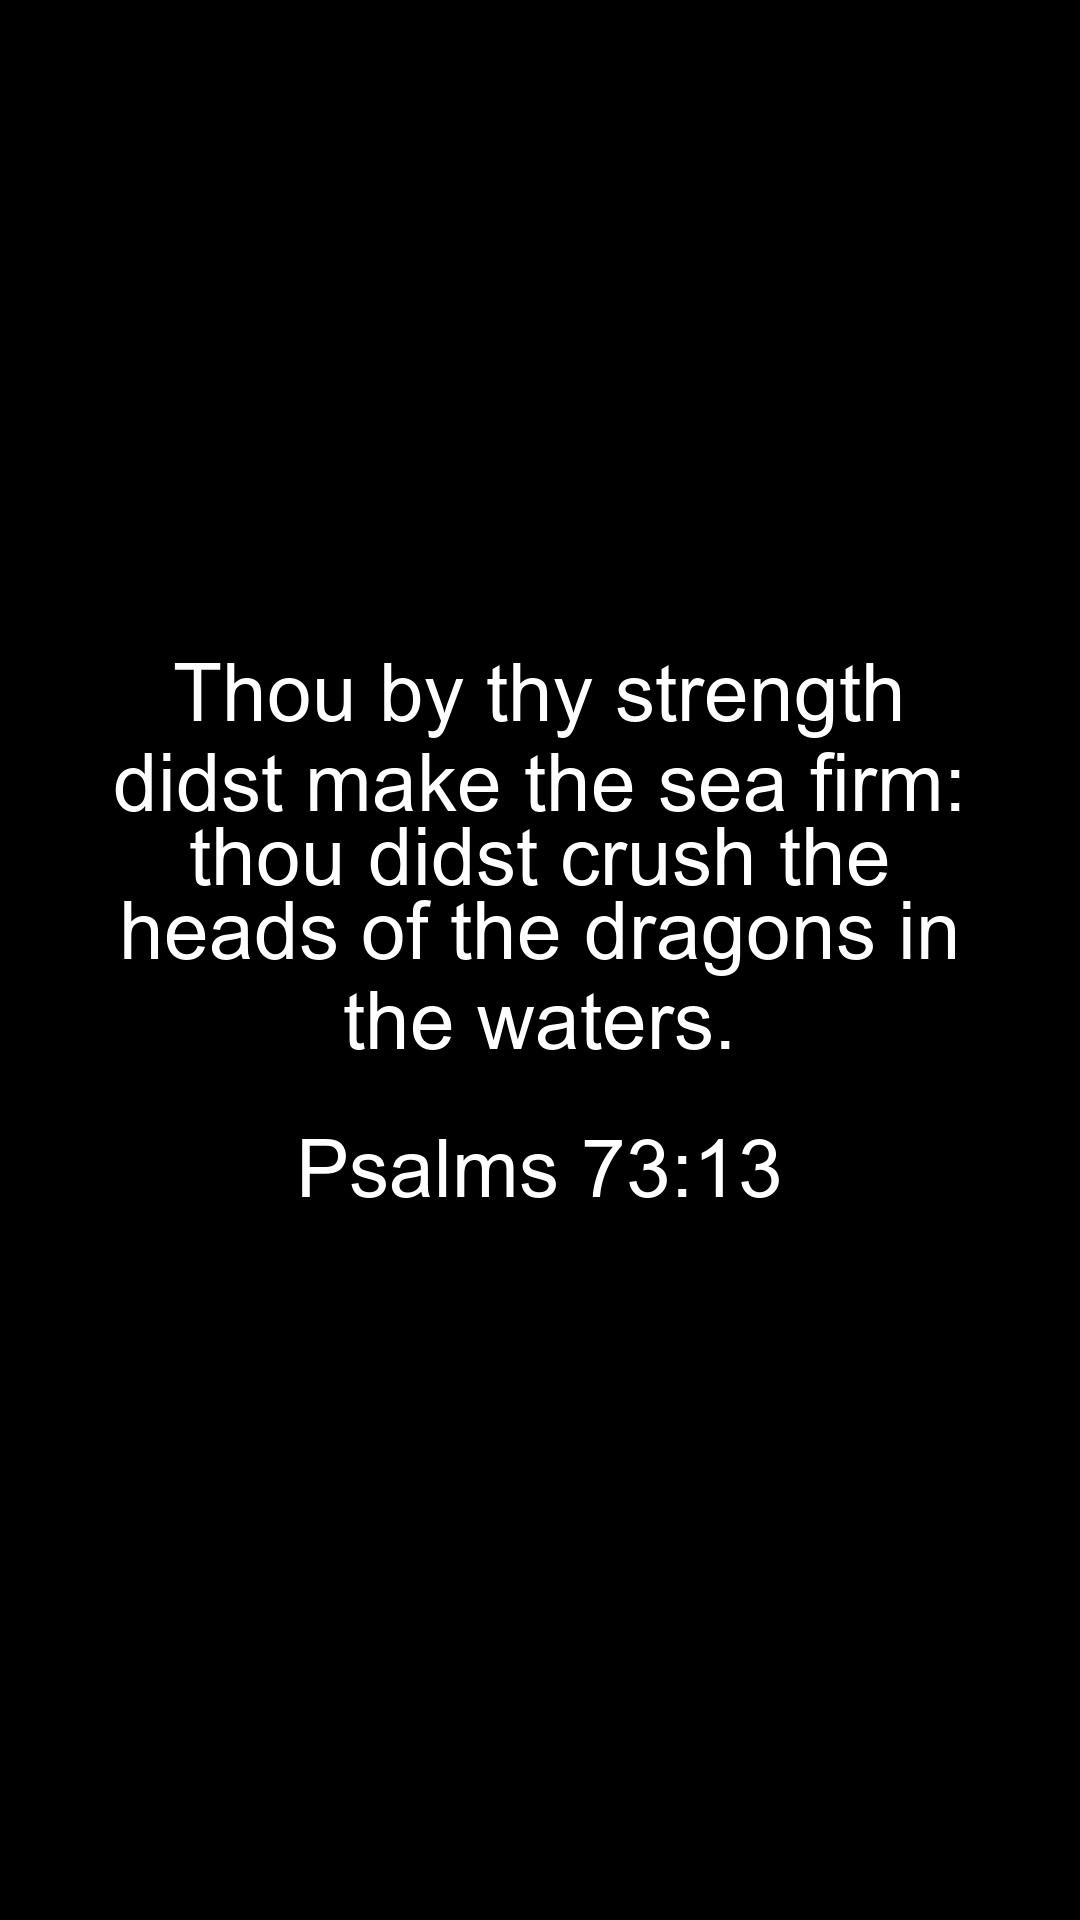 Thou by thy strength
didst make the sea firm:
thou didst crush the
heads of the dragons in
the waters.
Psalms 73:13